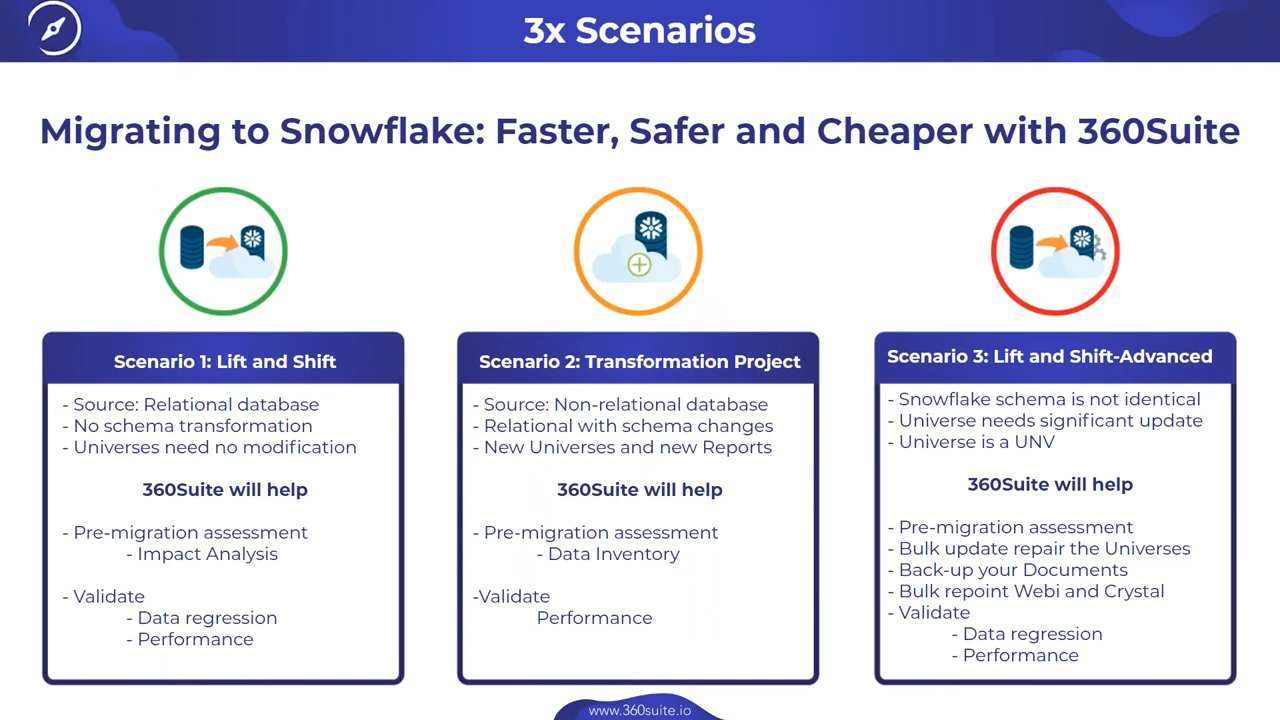 3x Scenarios
Migrating to Snowflake: Faster, Safer and Cheaper with 360Suite
Scenario 1: Lift and Shift
- Source: Relational database
- No schema transformation
- Universes need no modification
360Suite will help
- Pre-migration assessment
- Impact Analysis
- Validate
- Data regression
- Performance
Scenario 2: Transformation Project
- Source: Non-relational database
- Relational with schema changes
- New Universes and new Reports
360Suite will help
- Pre-migration assessment
- Data Inventory
-Validate
Performance
Scenario 3: Lift and Shift-Advanced
- Snowflake schema is not identical
- Universe needs significant update
- Universe is a UNV
360Suite will help
- Pre-migration assessment
- Bulk update repair the Universes
- Back-up your Documents
- Bulk repoint Webi and Crystal
- Validate
- Data regression
- Performance
www.360suite.io